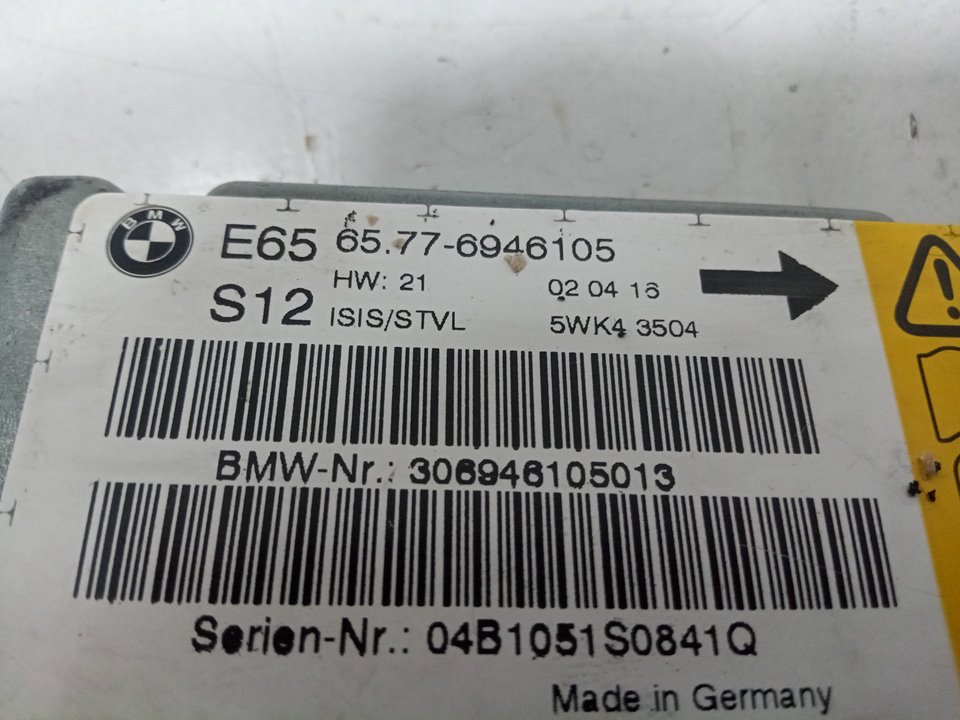 BMW
E65 65.77-6946105
HW: 21 02 04 16
S12 ISIS/STVL 5WK4 3504
BMW-Nr.: 306946105013
Serien-Nr.: 04B1051S0841Q
Made in Germany